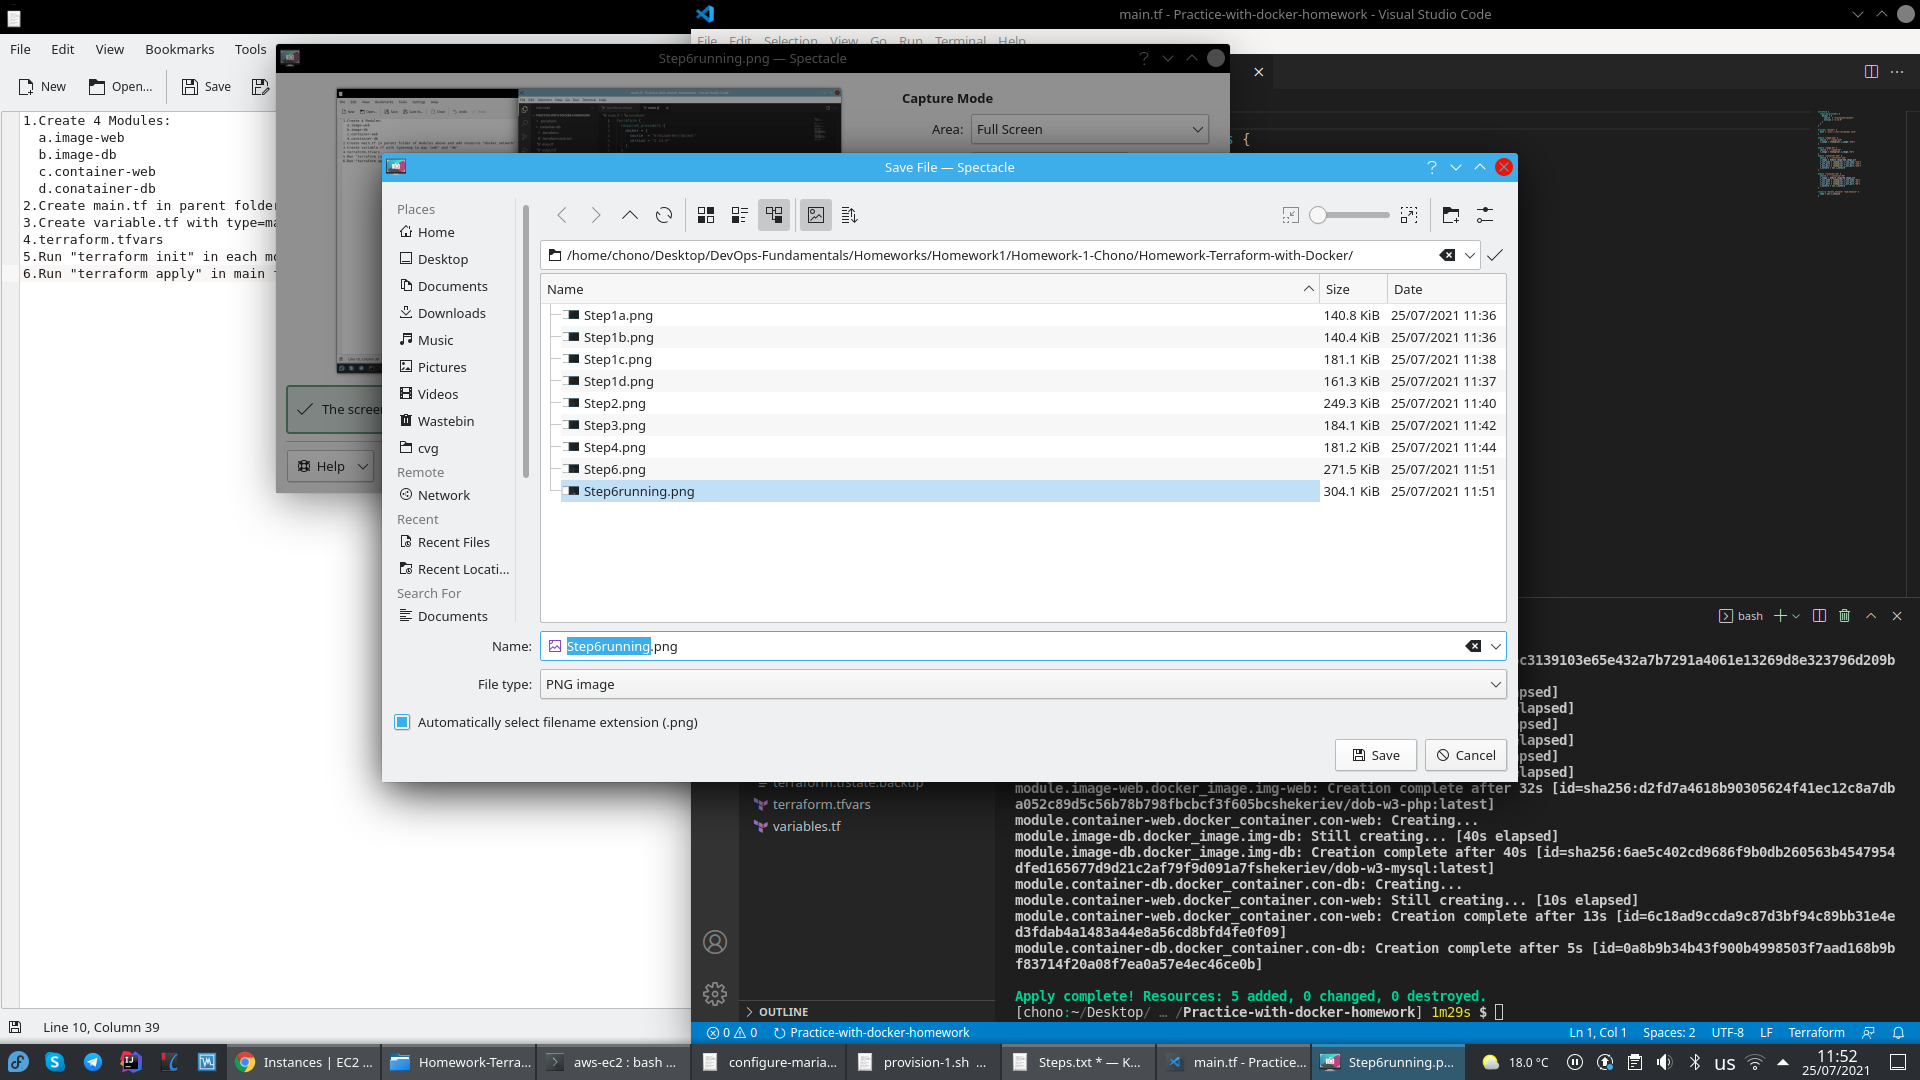 main.tf - Practice-with-docker-homework - Visual Studio Code
File Edit View Bookmarks Tools
File Edit Selection View Go Run Terminal Help
Step6running.png — Spectacle
New Open... Save
Capture Mode
Area: Full Screen
1.Create 4 Modules:
a.image-web
b.image-db
c.container-web
d.conatainer-db
2.Create main.tf in parent folder
3.Create variable.tf with type=ma
4.terraform.tfvars
5.Run "terraform init" in each mo
6.Run "terraform apply" in main f
s {
Save File — Spectacle
Places
Home
Desktop
Documents
Downloads
Music
Pictures
Videos
Wastebin
cvg
Remote
Network
Recent
Recent Files
Recent Locati...
Search For
Documents
/home/chono/Desktop/DevOps-Fundamentals/Homeworks/Homework1/Homework-1-Chono/Homework-Terraform-with-Docker/
Name Size Date
Step1a.png 140.8 KiB 25/07/2021 11:36
Step1b.png 140.4 KiB 25/07/2021 11:36
Step1c.png 181.1 KiB 25/07/2021 11:38
Step1d.png 161.3 KiB 25/07/2021 11:37
Step2.png 249.3 KiB 25/07/2021 11:40
Step3.png 184.1 KiB 25/07/2021 11:42
Step4.png 181.2 KiB 25/07/2021 11:44
Step6.png 271.5 KiB 25/07/2021 11:51
Step6running.png 304.1 KiB 25/07/2021 11:51
Name: Step6running.png
File type: PNG image
Automatically select filename extension (.png)
Save Cancel
The scree
Help
bash
c3139103e65e432a7b7291a4061e13269d8e323796d209b
psed]
lapsed]
psed]
lapsed]
psed]
lapsed]
terraform.tfstate.backup
terraform.tfvars
variables.tf
module.image-web.docker_image.img-web: Creation complete after 32s [id=sha256:d2fd7a4618b90305624f41ec12c8a7db
a052c89d5c56b78b798fbcbcf3f605bcshekeriev/dob-w3-php:latest]
module.container-web.docker_container.con-web: Creating...
module.image-db.docker_image.img-db: Still creating... [40s elapsed]
module.image-db.docker_image.img-db: Creation complete after 40s [id=sha256:6ae5c402cd9686f9b0db260563b4547954
dfed165677d9d21c2af79f9d091a7fshekeriev/dob-w3-mysql:latest]
module.container-db.docker_container.con-db: Creating...
module.container-web.docker_container.con-web: Still creating... [10s elapsed]
module.container-web.docker_container.con-web: Creation complete after 13s [id=6c18ad9ccda9c87d3bf94c89bb31e4e
d3fdab4a1483a44e8a56cd8bfd4fe0f09]
module.container-db.docker_container.con-db: Creation complete after 5s [id=0a8b9b34b43f900b4998503f7aad168b9b
f83714f20a08f7ea0a57e4ec46ce0b]
Apply complete! Resources: 5 added, 0 changed, 0 destroyed.
[chono:~/Desktop/ … /Practice-with-docker-homework] 1m29s $
OUTLINE
Line 10, Column 39
0 0 Practice-with-docker-homework
Ln 1, Col 1 Spaces: 2 UTF-8 LF Terraform
Instances | EC2 ...
Homework-Terra...
aws-ec2 : bash ...
configure-maria...
provision-1.sh ...
Steps.txt * — K...
main.tf - Practice...
Step6running.p...
18.0 °C
us
11:52
25/07/2021